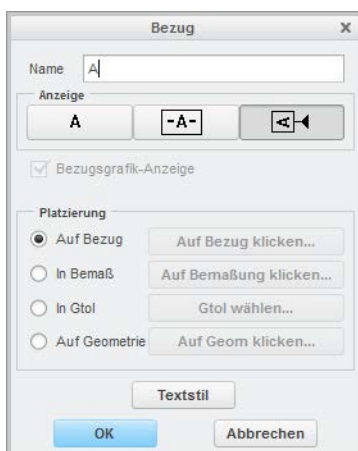 Bezug X
Name A
Anzeige
A -A- A
Bezugsgrafik-Anzeige
Platzierung
Auf Bezug Auf Bezug klicken...
In Bemaß Auf Bemaßung klicken...
In Gtol Gtol wählen...
Auf Geometrie Auf Geom klicken...
Textstil
OK Abbrechen